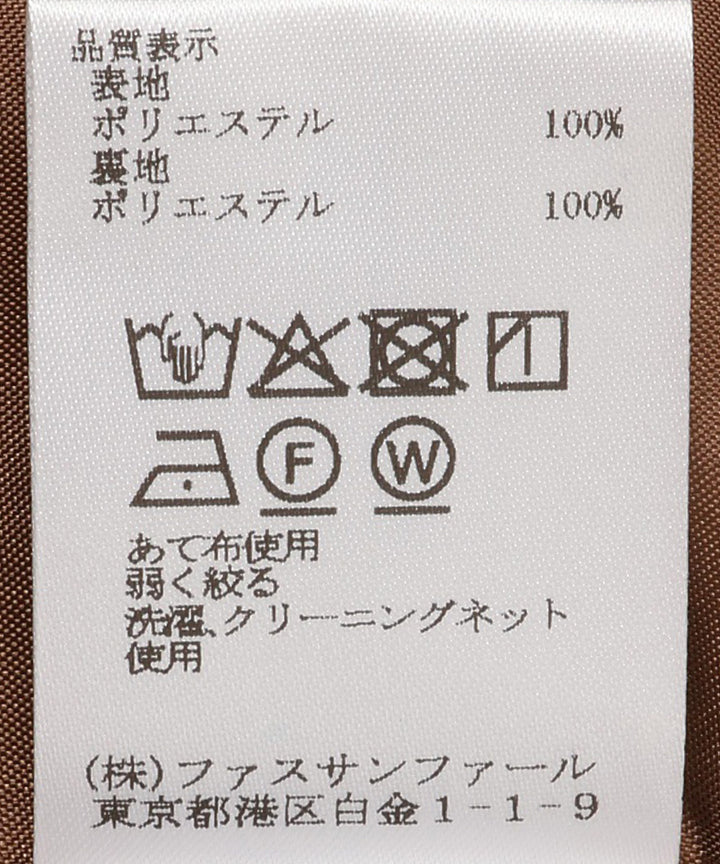 品質表示
表地
ポリエステル 100%
裏地
ポリエステル 100%
F W
あて布使用
弱く絞る
洗濯、クリーニングネット
使用
(株)ファスサンファール
東京都港区白金1-1-9